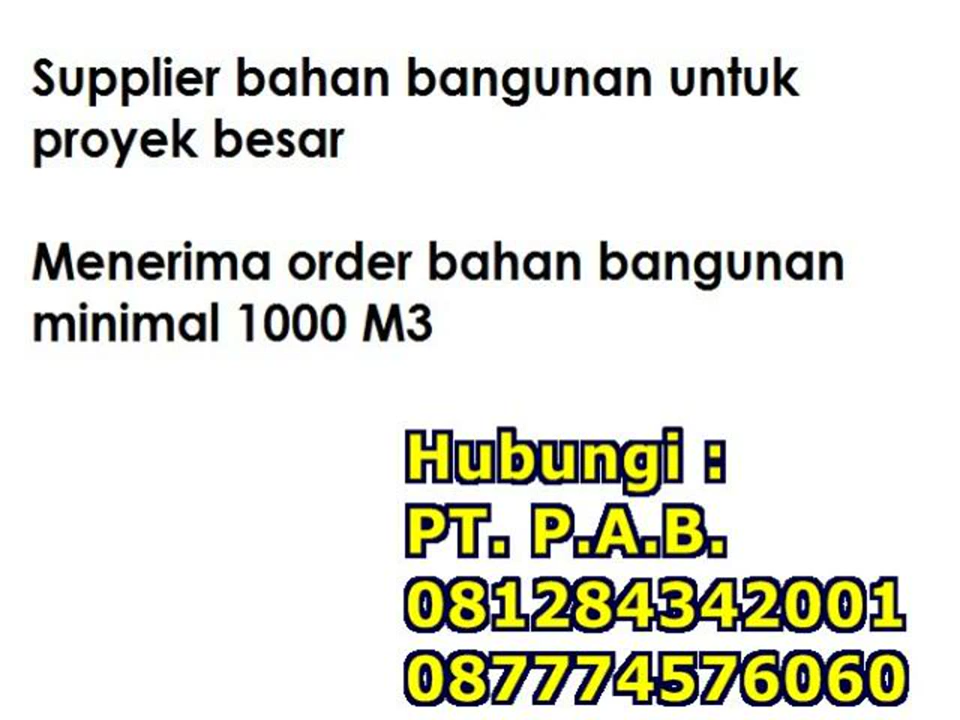 Supplier bahan bangunan untuk
proyek besar
Menerima order bahan bangunan
minimal 1000 M3
Hubungi :
PT. P.A.B.
081284342001
087774576060